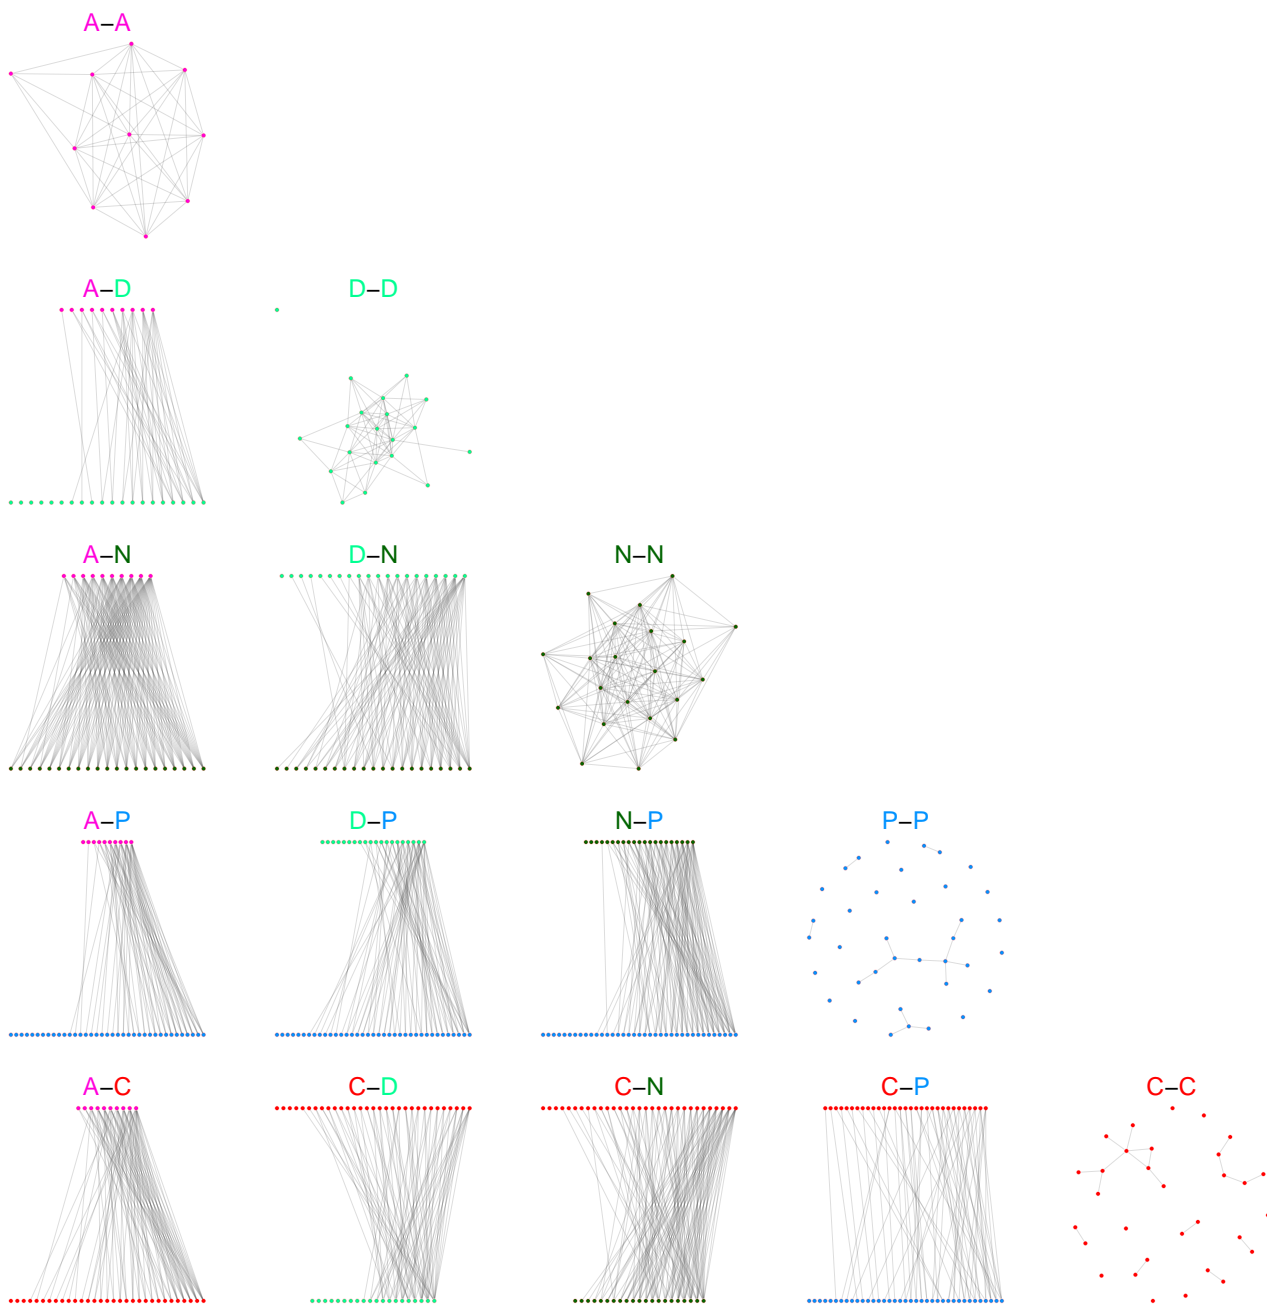 A–A
A–D D–D
A–N D–N N–N
A–P D–P N–P P–P
A–C C–D C–N C–P C–C